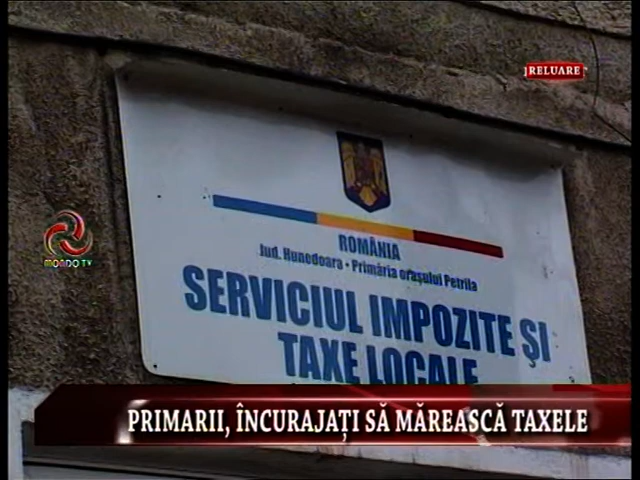 RELUARE
ROMÂNIA
Jud. Hunedoara • Primăria orașului Petrila
SERVICIUL IMPOZITE ȘI
TAXE LOCALE
MONDO TV
PRIMARII, ÎNCURAJAȚI SĂ MĂREASCĂ TAXELE